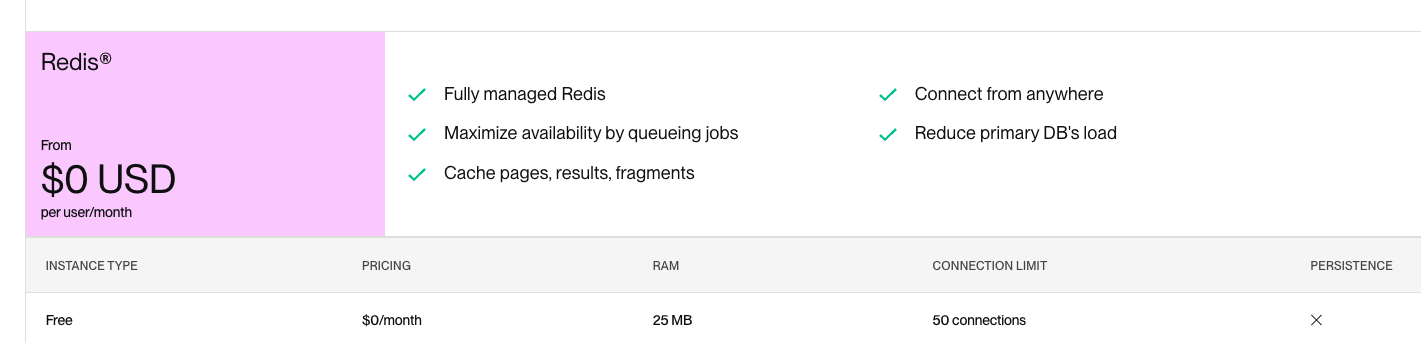 Redis®
From
$0 USD
per user/month
Fully managed Redis
Maximize availability by queueing jobs
Cache pages, results, fragments
Connect from anywhere
Reduce primary DB's load
INSTANCE TYPE PRICING RAM CONNECTION LIMIT PERSISTENCE
Free $0/month 25 MB 50 connections